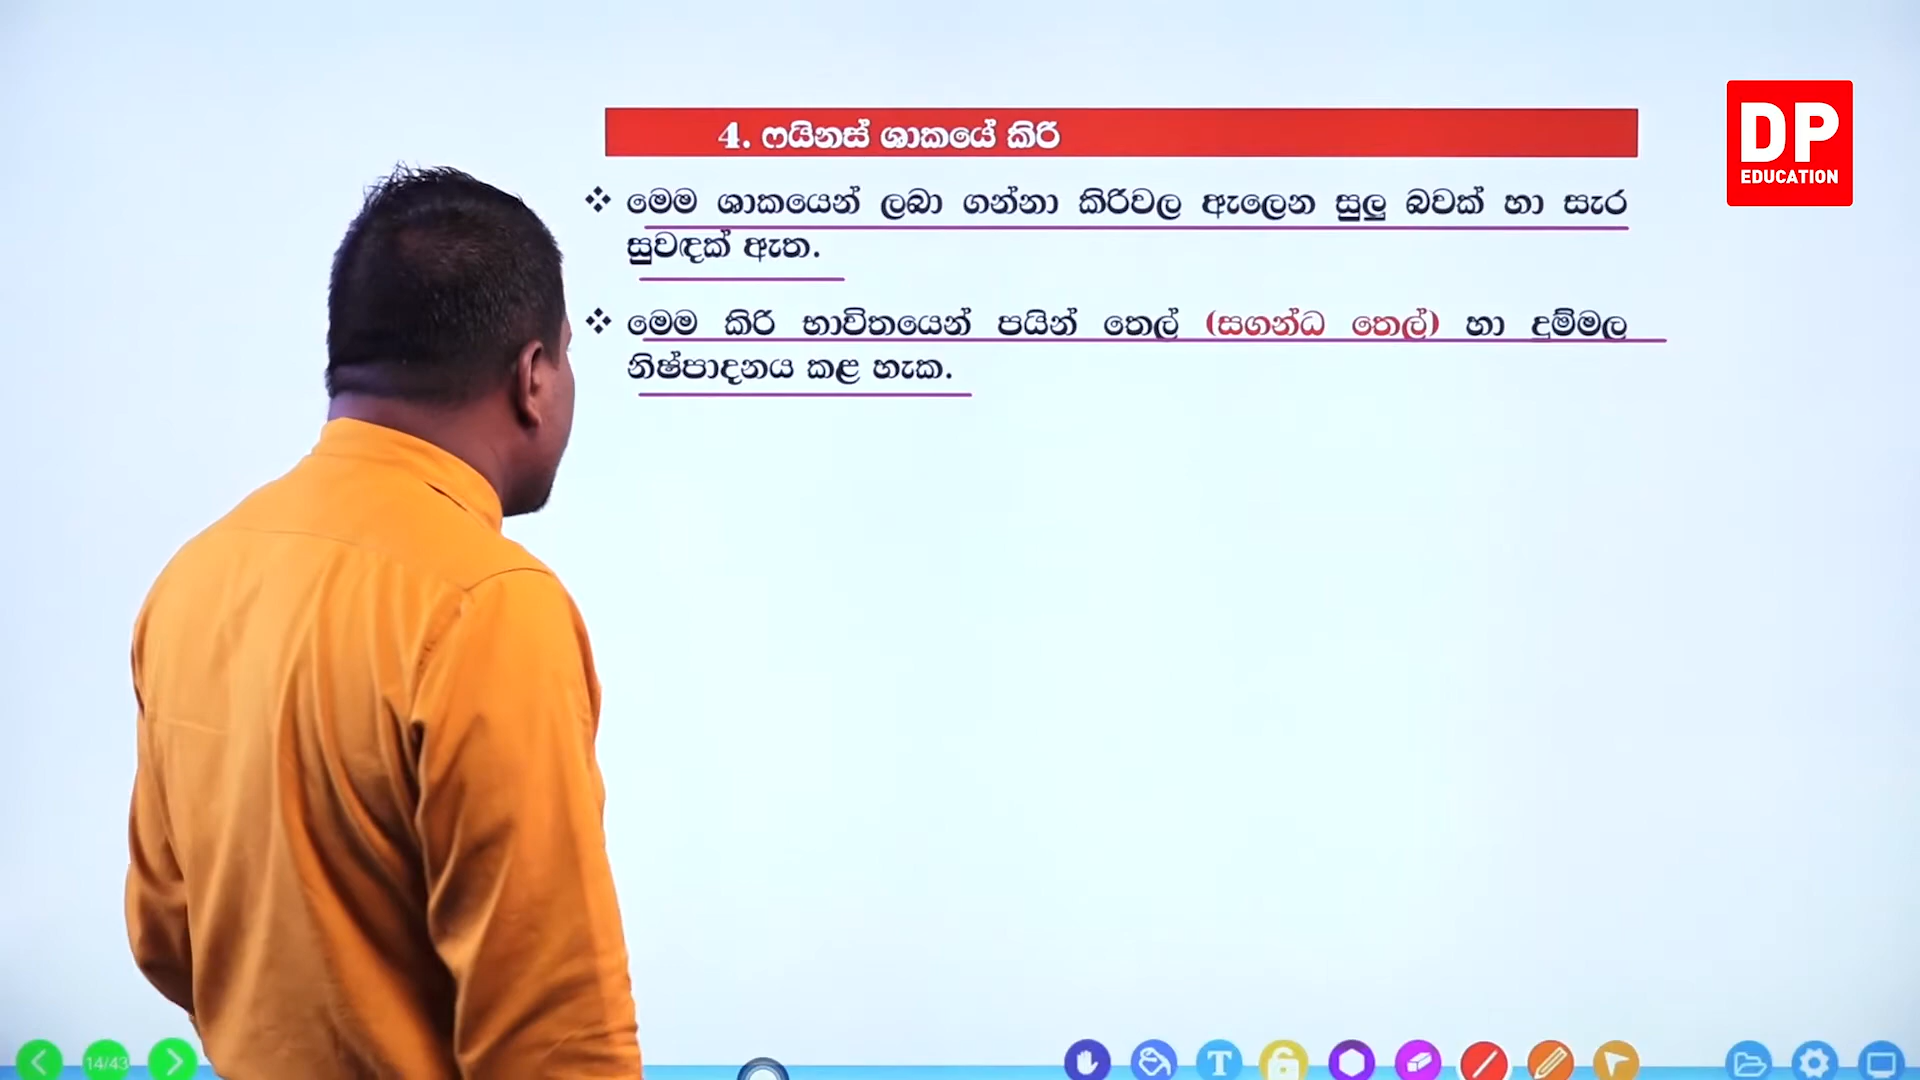 4. ෆයිනස් ශාකයේ කිරි
DP
EDUCATION
❖ මෙම ශාකයෙන් ලබා ගන්නා කිරිවල ඇලෙන සුලු බවක් හා සැර
සුවඳක් ඇත.
❖ මෙම කිරි භාවිතයෙන් පයින් තෙල් (සගන්ධ තෙල්) හා දුම්මල
නිෂ්පාදනය කළ හැක.
14/43
T